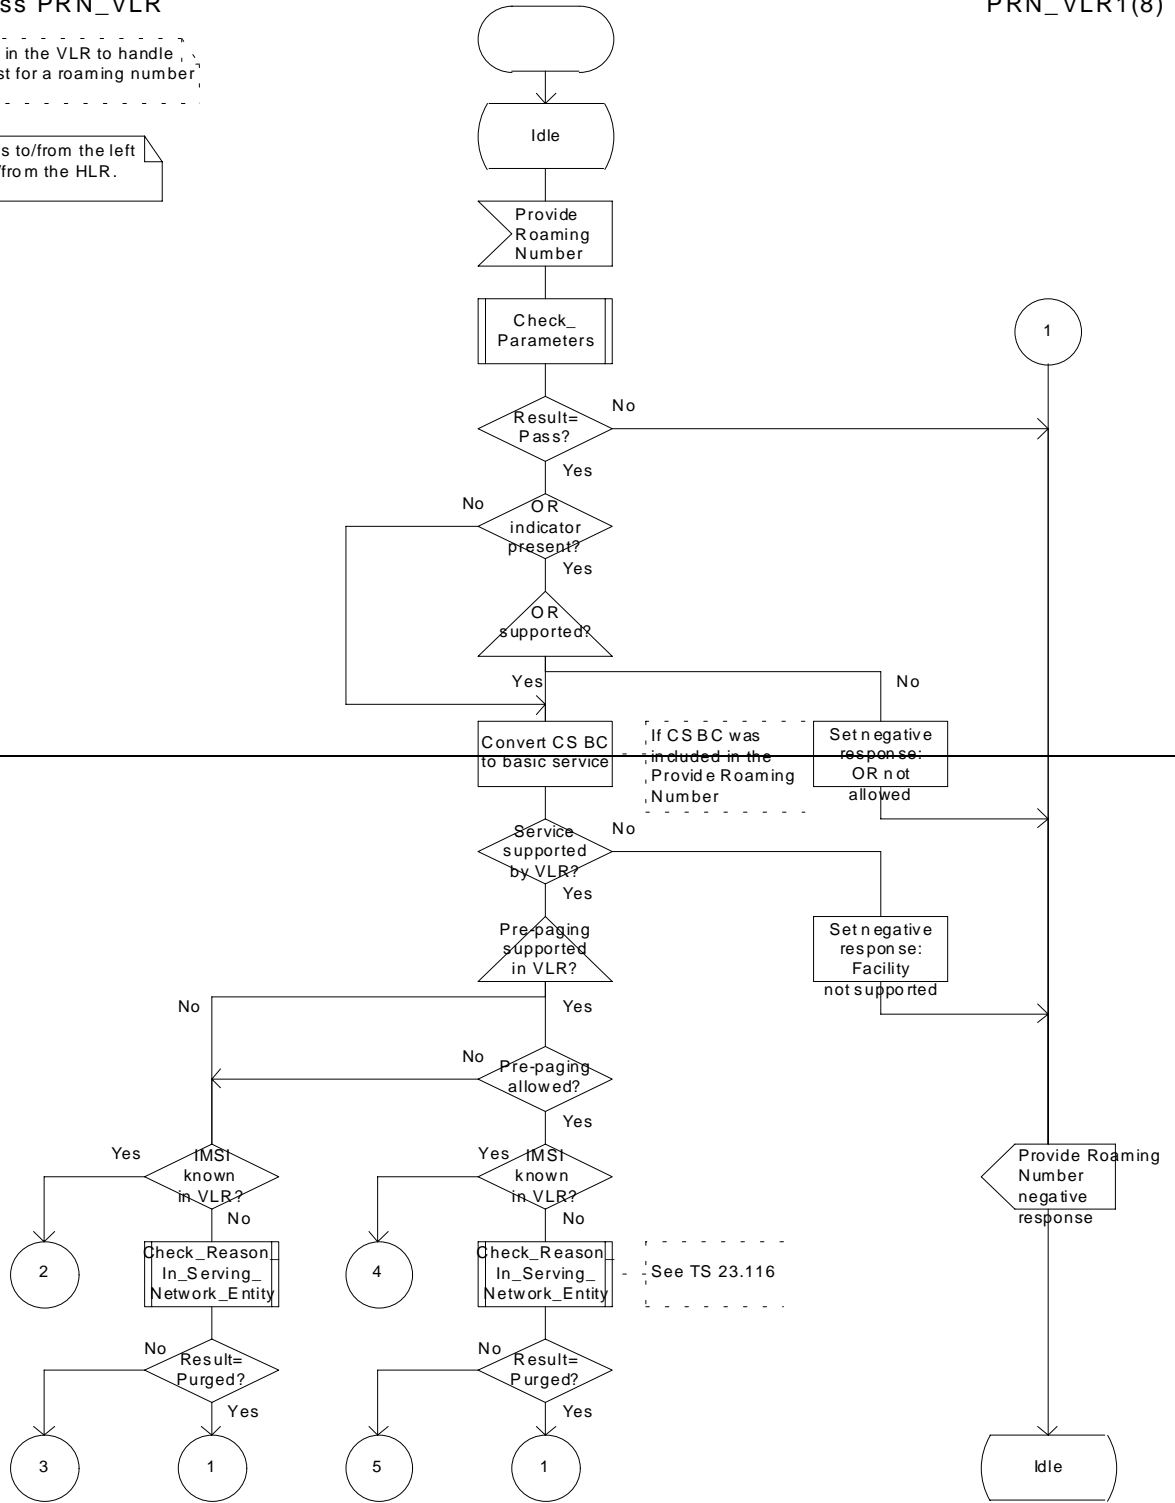 ss PRN_VLR
PRN_VLR1(8)
in the VLR to handle
st for a roaming number
Idle
s to/from the left
/from the HLR.
Provide
Roaming
Number
Check_
Parameters
1
Result=
Pass?
No
Yes
OR
indicator
present?
No
Yes
OR
supported?
Yes
No
Convert CS BC
to basic service
If CS BC was
included in the
Provide Roaming
Number
Set negative
response:
OR not
allowed
Service
supported
by VLR?
No
Yes
Pre-paging
supported
in VLR?
Set negative
response:
Facility
not supported
No
Yes
Pre-paging
allowed?
No
Yes
IMSI
known
in VLR?
Yes
No
IMSI
known
in VLR?
Yes
No
Provide Roaming
Number
negative
response
2
Check_Reason_
In_Serving_
Network_Entity
4
Check_Reason_
In_Serving_
Network_Entity
See TS 23.116
Result=
Purged?
No
Yes
Result=
Purged?
No
Yes
3
1
5
1
Idle